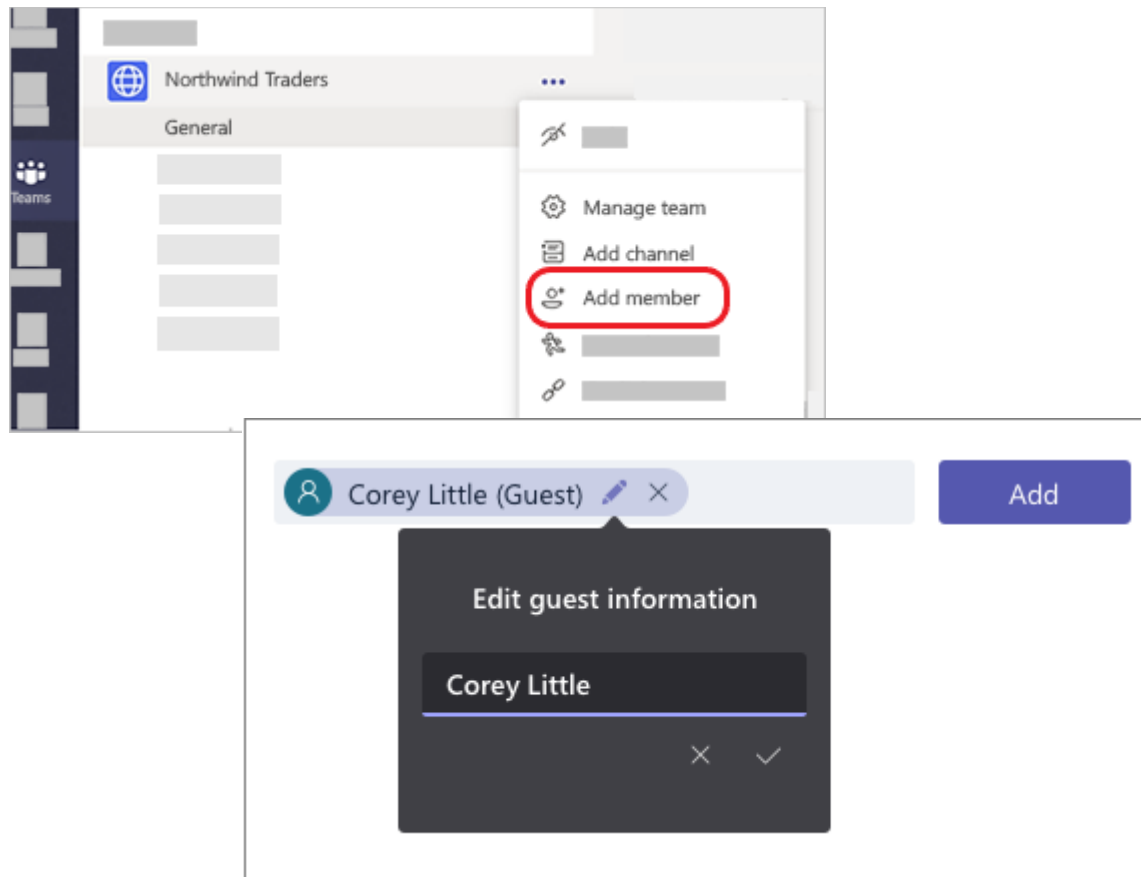 Northwind Traders
General
Teams
Manage team
Add channel
Add member
Corey Little (Guest)
Add
Edit guest information
Corey Little